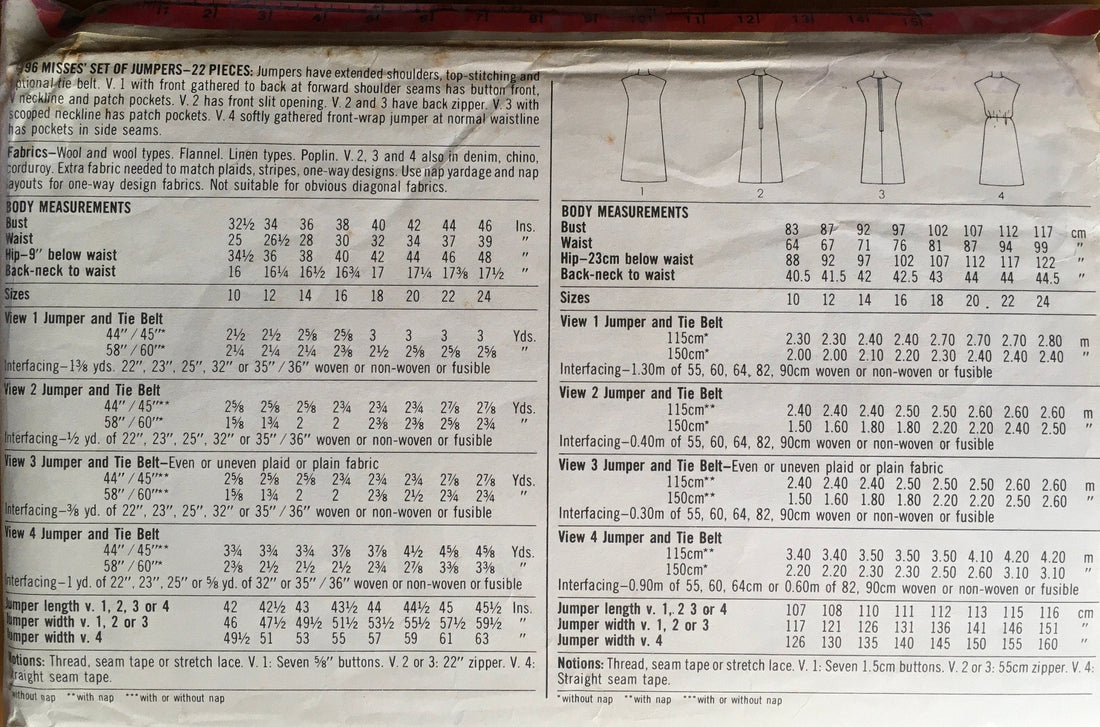 2 3 4 5 6 7 8 9 10 11 12 13 14 15
96 MISSES' SET OF JUMPERS–22 PIECES: Jumpers have extended shoulders, top-stitching and
optional tie belt. V. 1 with front gathered to back at forward shoulder seams has button front,
V neckline and patch pockets. V. 2 has front slit opening. V. 2 and 3 have back zipper. V. 3 with
scooped neckline has patch pockets. V. 4 softly gathered front-wrap jumper at normal waistline
has pockets in side seams.
Fabrics–Wool and wool types. Flannel. Linen types. Poplin. V. 2, 3 and 4 also in denim, chino,
corduroy. Extra fabric needed to match plaids, stripes, one-way designs. Use nap yardage and nap
layouts for one-way design fabrics. Not suitable for obvious diagonal fabrics.
BODY MEASUREMENTS
Bust 32½ 34 36 38 40 42 44 46 Ins.
Waist 25 26½ 28 30 32 34 37 39 "
Hip–9" below waist 34½ 36 38 40 42 44 46 48 "
Back-neck to waist 16 16¼ 16½ 16¾ 17 17¼ 17⅜ 17½ "
Sizes 10 12 14 16 18 20 22 24
View 1 Jumper and Tie Belt
44"/45"* 2½ 2½ 2⅝ 2⅝ 3 3 3 3 Yds.
58"/60"* 2¼ 2¼ 2¼ 2⅜ 2½ 2⅝ 2⅝ 2⅝ "
Interfacing–1⅜ yds. 22", 23", 25", 32" or 35"/36" woven or non-woven or fusible
View 2 Jumper and Tie Belt
44"/45"** 2⅝ 2⅝ 2⅝ 2¾ 2¾ 2¾ 2⅞ 2⅞ Yds.
58"/60"* 1⅝ 1¾ 2 2 2⅜ 2⅜ 2⅝ 2¾ "
Interfacing–½ yd. of 22", 23", 25", 32" or 35"/36" woven or non-woven or fusible
View 3 Jumper and Tie Belt–Even or uneven plaid or plain fabric
44"/45"** 2⅝ 2⅝ 2⅝ 2¾ 2¾ 2¾ 2⅞ 2⅞ Yds.
58"/60"** 1⅝ 1¾ 2 2 2⅜ 2½ 2¾ 2¾ "
Interfacing–⅜ yd. of 22", 23", 25", 32" or 35"/36" woven or non-woven or fusible
View 4 Jumper and Tie Belt
44"/45"** 3¾ 3¾ 3¾ 3⅞ 3⅞ 4½ 4⅝ 4⅝ Yds.
58"/60"* 2⅜ 2½ 2½ 2½ 2¾ 2⅞ 3⅜ 3⅜ "
Interfacing–1 yd. of 22", 23", 25" or ⅝ yd. of 32" or 35"/36" woven or non-woven or fusible
Jumper length v. 1, 2, 3 or 4 42 42½ 43 43½ 44 44½ 45 45½ Ins.
Jumper width v. 1, 2 or 3 46 47½ 49½ 51½ 53½ 55½ 57½ 59½ "
Jumper width v. 4 49½ 51 53 55 57 59 61 63 "
Notions: Thread, seam tape or stretch lace. V. 1: Seven ⅝" buttons. V. 2 or 3: 22" zipper. V. 4:
Straight seam tape.
*without nap **with nap ***with or without nap
1 2 3 4
BODY MEASUREMENTS
Bust 83 87 92 97 102 107 112 117 cm
Waist 64 67 71 76 81 87 94 99 "
Hip–23cm below waist 88 92 97 102 107 112 117 122 "
Back-neck to waist 40.5 41.5 42 42.5 43 44 44 44.5 "
Sizes 10 12 14 16 18 20 22 24
View 1 Jumper and Tie Belt
115cm* 2.30 2.30 2.40 2.40 2.70 2.70 2.70 2.80 m
150cm* 2.00 2.00 2.10 2.20 2.30 2.40 2.40 2.40 "
Interfacing–1.30m of 55, 60, 64, 82, 90cm woven or non-woven or fusible
View 2 Jumper and Tie Belt
115cm** 2.40 2.40 2.40 2.50 2.50 2.60 2.60 2.60 m
150cm* 1.50 1.60 1.80 1.80 2.20 2.20 2.40 2.50 "
Interfacing–0.40m of 55, 60, 64, 82, 90cm woven or non-woven or fusible
View 3 Jumper and Tie Belt–Even or uneven plaid or plain fabric
115cm** 2.40 2.40 2.40 2.50 2.50 2.50 2.60 2.60 m
150cm** 1.50 1.60 1.80 1.80 2.20 2.20 2.50 2.60 "
Interfacing–0.30m of 55, 60, 64, 82, 90cm woven or non-woven or fusible
View 4 Jumper and Tie Belt
115cm** 3.40 3.40 3.50 3.50 3.50 4.10 4.20 4.20 m
150cm* 2.20 2.20 2.30 2.30 2.50 2.60 3.10 3.10 "
Interfacing–0.90m of 55, 60, 64cm or 0.60m of 82, 90cm woven or non-woven or fusible
Jumper length v. 1, 2 3 or 4 107 108 110 111 112 113 115 116 cm
Jumper width v. 1, 2 or 3 117 121 126 131 136 141 146 151 "
Jumper width v. 4 126 130 135 140 145 150 155 160 "
Notions: Thread, seam tape or stretch lace. V. 1: Seven 1.5cm buttons. V. 2 or 3: 55cm zipper. V. 4:
Straight seam tape.
*without nap **with nap ***with or without nap